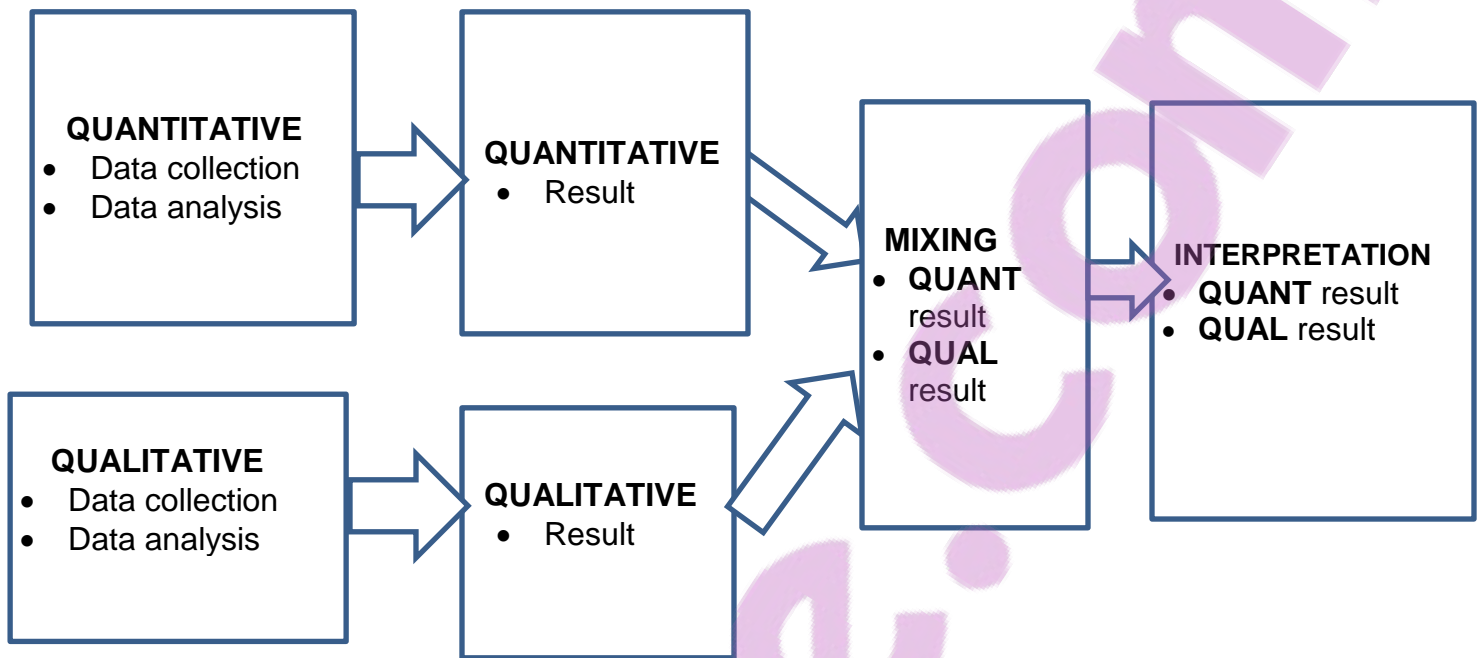 QUANTITATIVE
• Data collection
• Data analysis
QUANTITATIVE
• Result
QUALITATIVE
• Data collection
• Data analysis
QUALITATIVE
• Result
MIXING
• QUANT
result
• QUAL
result
INTERPRETATION
• QUANT result
• QUAL result
e.com